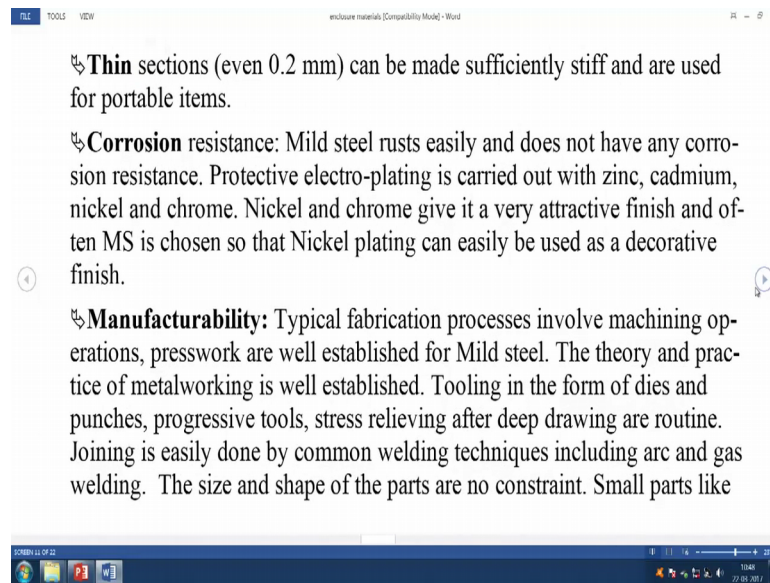 FILE TOOLS VIEW
enclosure materials [Compatibility Mode] - Word
Thin sections (even 0.2 mm) can be made sufficiently stiff and are used
for portable items.
Corrosion resistance: Mild steel rusts easily and does not have any corro-
sion resistance. Protective electro-plating is carried out with zinc, cadmium,
nickel and chrome. Nickel and chrome give it a very attractive finish and of-
ten MS is chosen so that Nickel plating can easily be used as a decorative
finish.
Manufacturability: Typical fabrication processes involve machining op-
erations, presswork are well established for Mild steel. The theory and prac-
tice of metalworking is well established. Tooling in the form of dies and
punches, progressive tools, stress relieving after deep drawing are routine.
Joining is easily done by common welding techniques including arc and gas
welding. The size and shape of the parts are no constraint. Small parts like
SCREEN 11 OF 22
10:48
22-03-2017